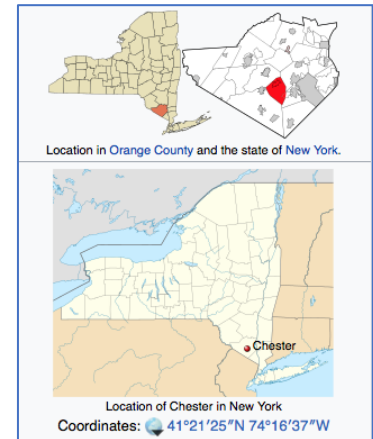 Location in Orange County and the state of New York.
Chester
Location of Chester in New York
Coordinates: 41°21′25″N 74°16′37″W